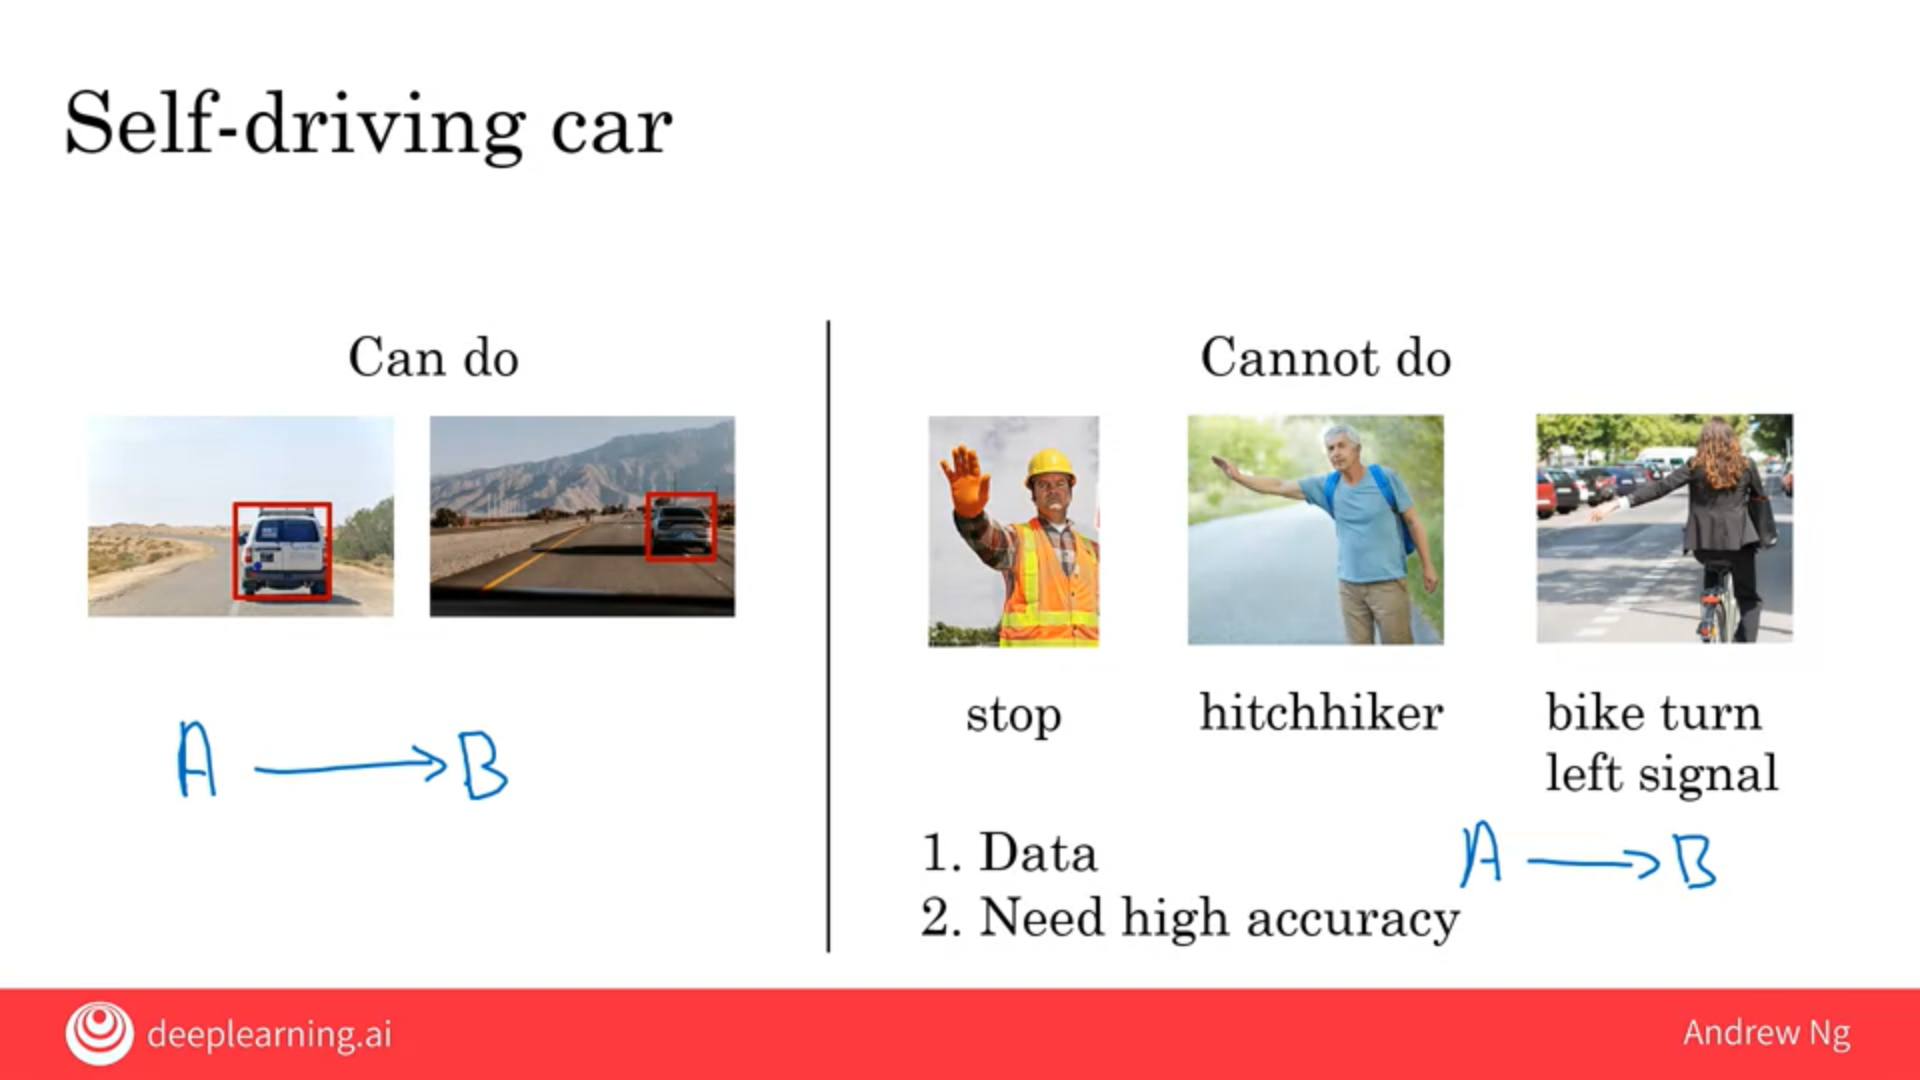 Self-driving car
Can do
Cannot do
A → B
stop
hitchhiker
bike turn
left signal
1. Data
2. Need high accuracy
A → B
deeplearning.ai
Andrew Ng